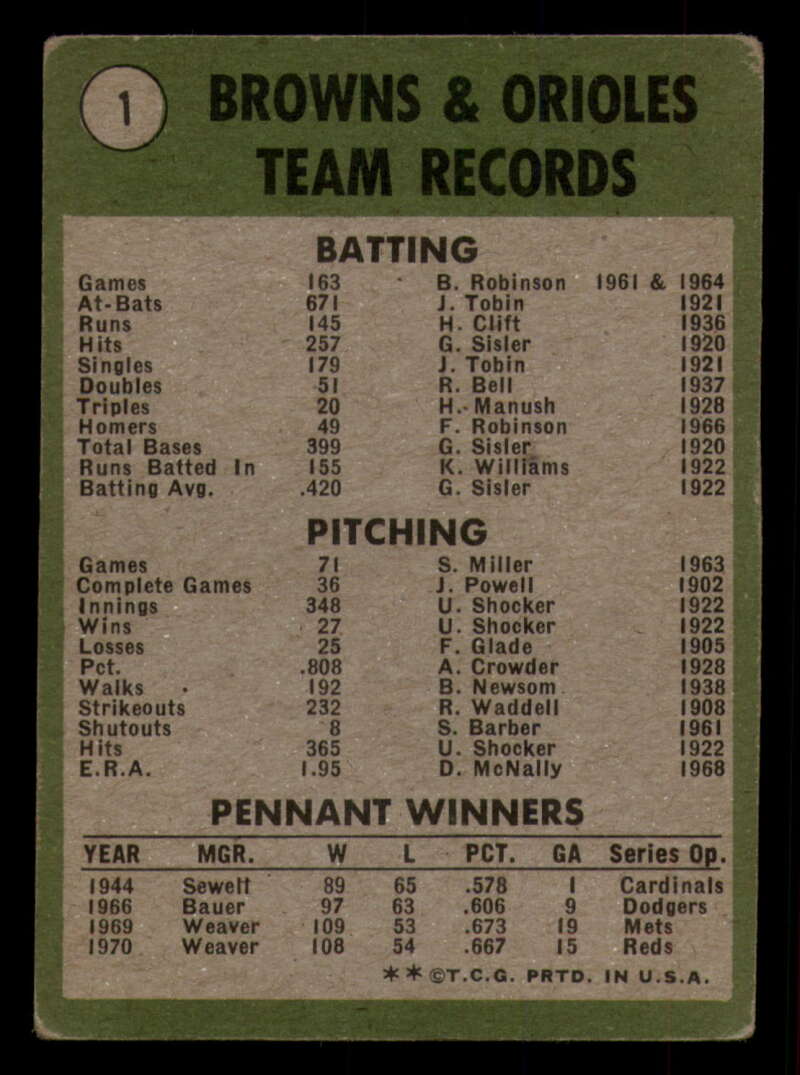 1
BROWNS & ORIOLES
TEAM RECORDS
BATTING
Games 163 B. Robinson 1961 & 1964
At-Bats 671 J. Tobin 1921
Runs 145 H. Clift 1936
Hits 257 G. Sisler 1920
Singles 179 J. Tobin 1921
Doubles 51 R. Bell 1937
Triples 20 H. Manush 1928
Homers 49 F. Robinson 1966
Total Bases 399 G. Sisler 1920
Runs Batted In 155 K. Williams 1922
Batting Avg. .420 G. Sisler 1922
PITCHING
Games 71 S. Miller 1963
Complete Games 36 J. Powell 1902
Innings 348 U. Shocker 1922
Wins 27 U. Shocker 1922
Losses 25 F. Glade 1905
Pct. .808 A. Crowder 1928
Walks 192 B. Newsom 1938
Strikeouts 232 R. Waddell 1908
Shutouts 8 S. Barber 1961
Hits 365 U. Shocker 1922
E.R.A. 1.95 D. McNally 1968
PENNANT WINNERS
YEAR MGR. W L PCT. GA Series Op.
1944 Sewell 89 65 .578 1 Cardinals
1966 Bauer 97 63 .606 9 Dodgers
1969 Weaver 109 53 .673 19 Mets
1970 Weaver 108 54 .667 15 Reds
** ©T.C.G. PRTD. IN U.S.A.